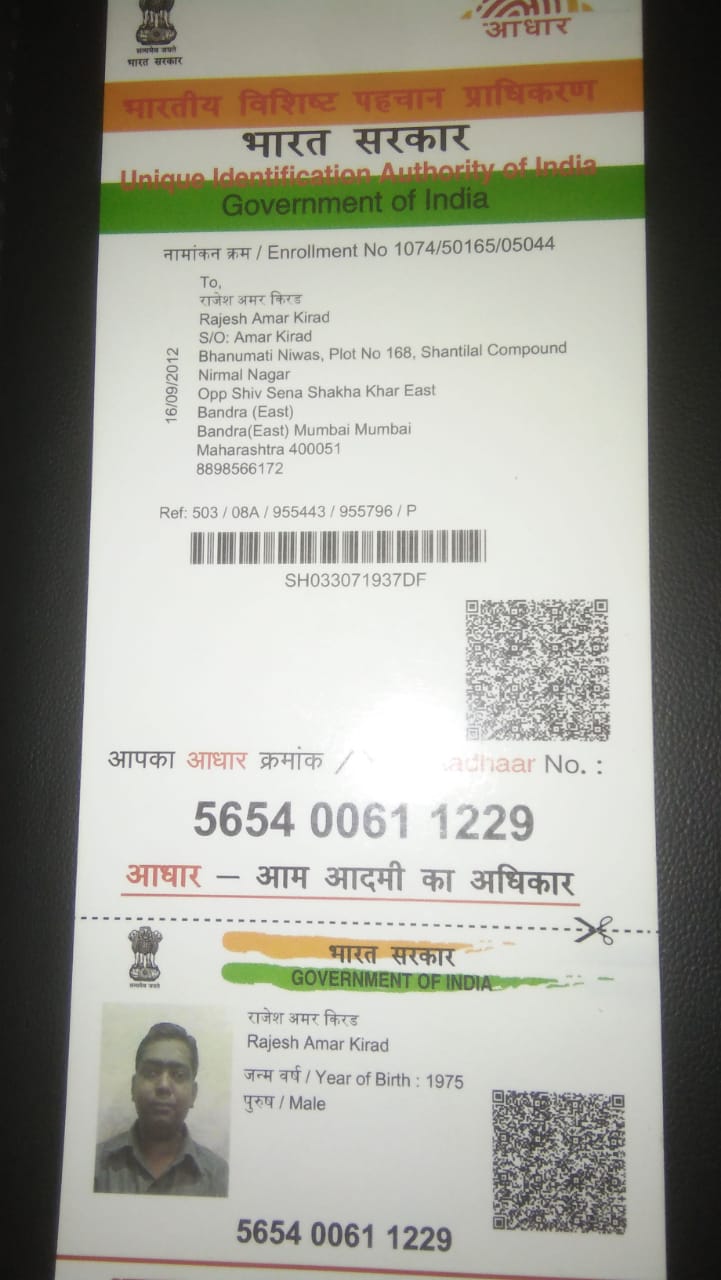 सत्यमेव जयते
भारत सरकार
आधार
भारतीय विशिष्ट पहचान प्राधिकरण
भारत सरकार
Unique Identification Authority of India
Government of India
नामांकन क्रम / Enrollment No 1074/50165/05044
To,
राजेश अमर किरड
Rajesh Amar Kirad
S/O: Amar Kirad
Bhanumati Niwas, Plot No 168, Shantilal Compound
Nirmal Nagar
Opp Shiv Sena Shakha Khar East
Bandra (East)
Bandra(East) Mumbai Mumbai
Maharashtra 400051
8898566172
16/09/2012
Ref: 503 / 08A / 955443 / 955796 / P
SH033071937DF
आपका आधार क्रमांक / adhaar No. :
5654 0061 1229
आधार – आम आदमी का अधिकार
सत्यमेव जयते
भारत सरकार
GOVERNMENT OF INDIA
राजेश अमर किरड
Rajesh Amar Kirad
जन्म वर्ष / Year of Birth : 1975
पुरुष / Male
5654 0061 1229